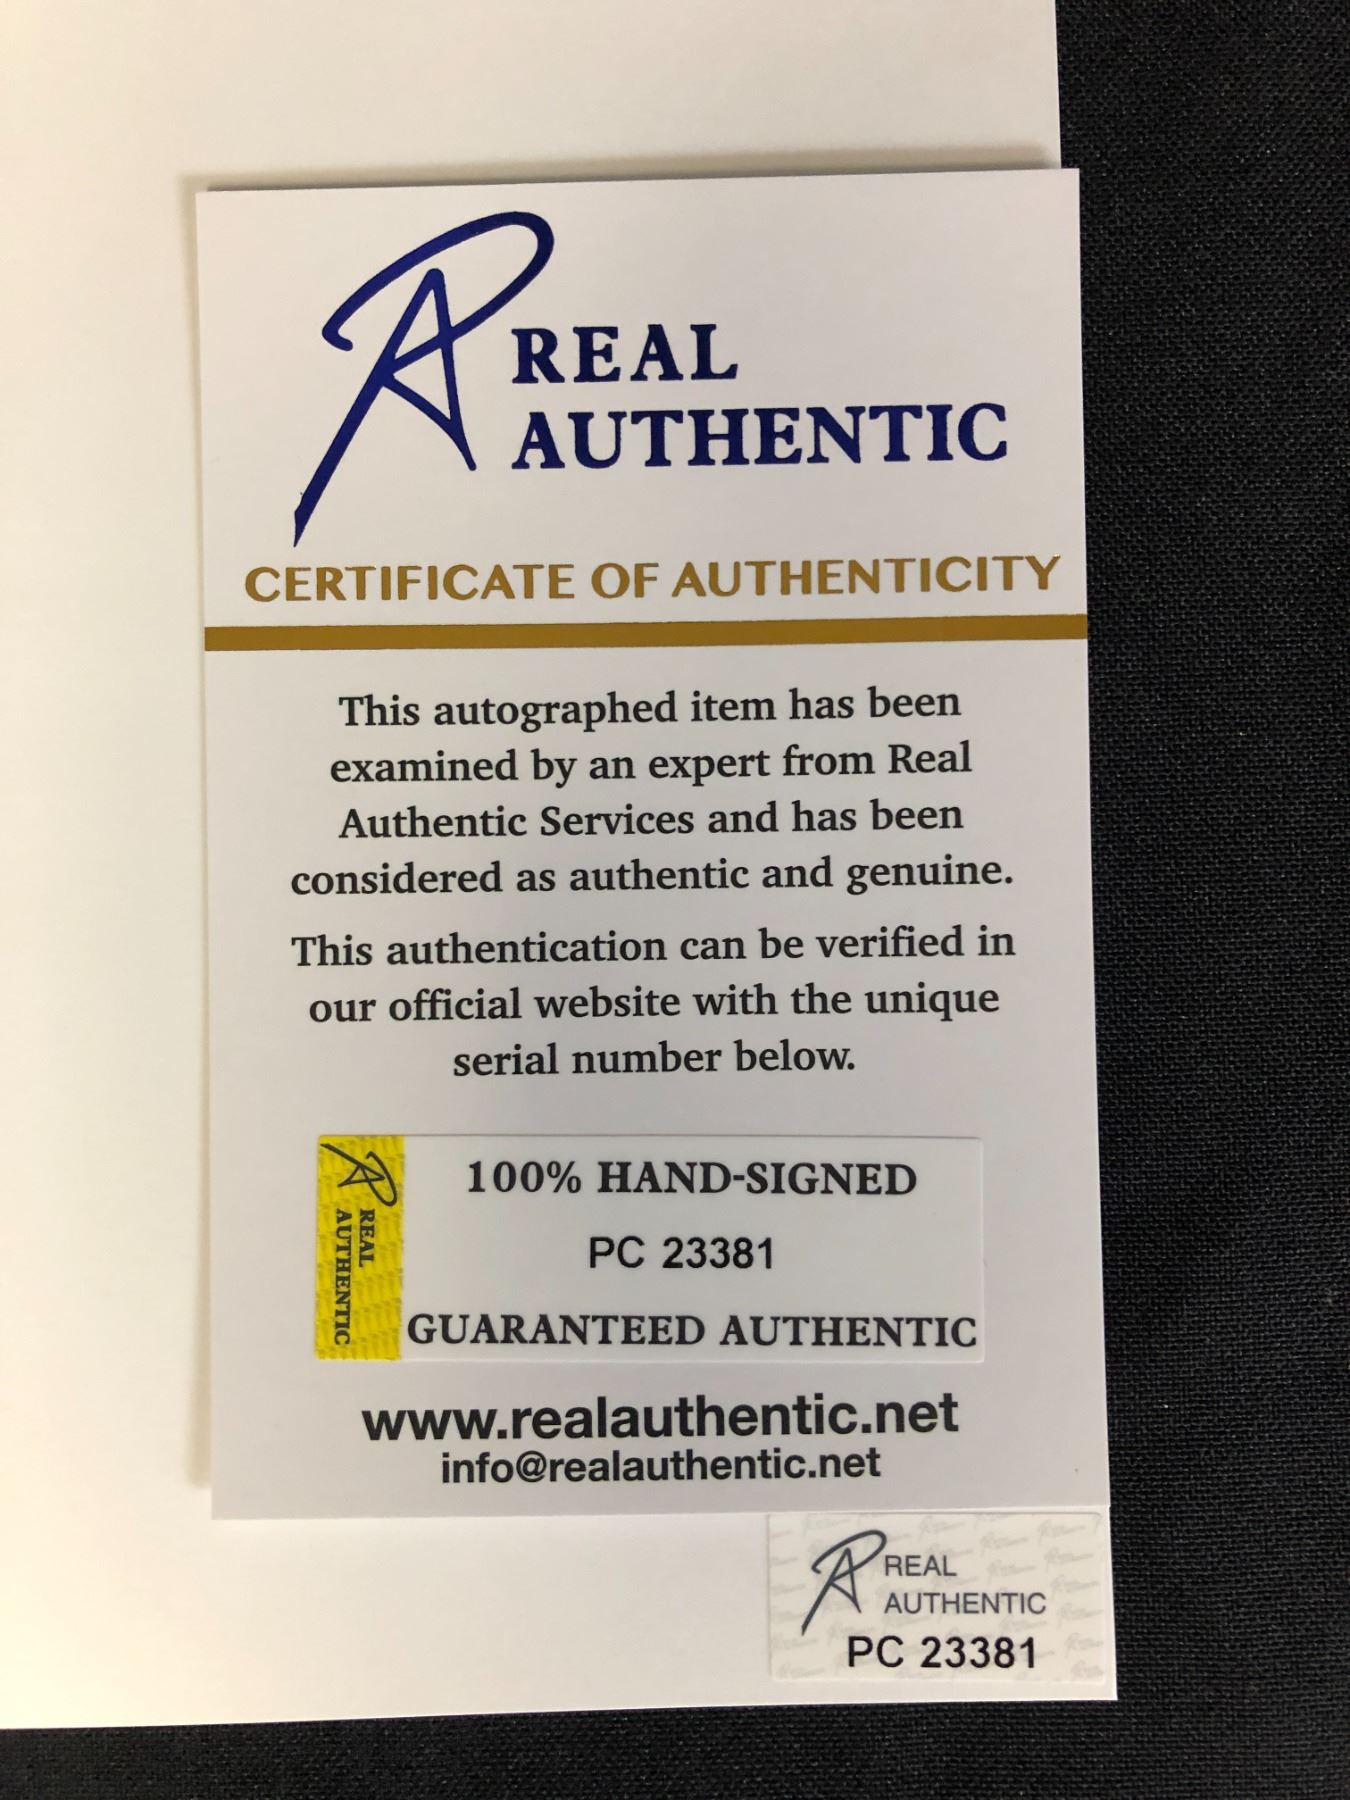 REAL
AUTHENTIC
CERTIFICATE OF AUTHENTICITY
This autographed item has been
examined by an expert from Real
Authentic Services and has been
considered as authentic and genuine.
This authentication can be verified in
our official website with the unique
serial number below.
REAL
AUTHENTIC
100% HAND-SIGNED
PC 23381
GUARANTEED AUTHENTIC
www.realauthentic.net
info@realauthentic.net
REAL
AUTHENTIC
PC 23381